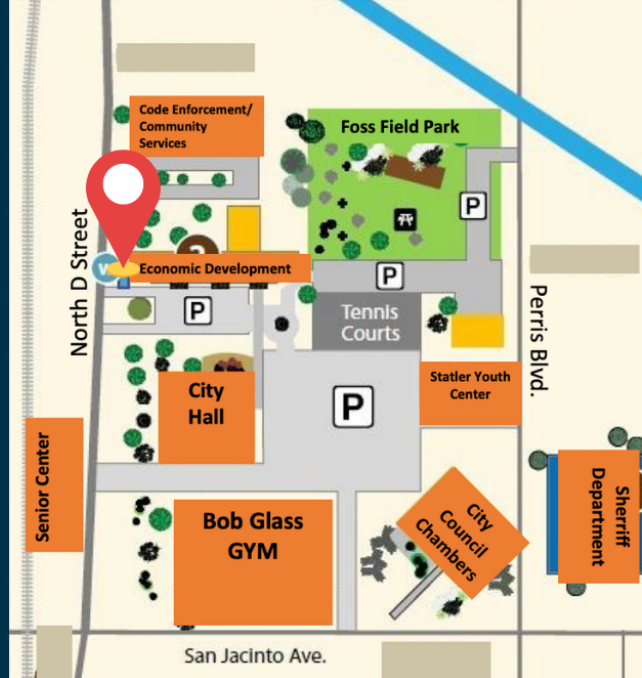 Code Enforcement/
Community
Services
Foss Field Park
P
North D Street
Economic Development
P
P
Tennis
Courts
Perris Blvd.
City
Hall
P
Statler Youth
Center
Senior Center
Bob Glass
GYM
City
Council
Chambers
Sherriff
Department
San Jacinto Ave.